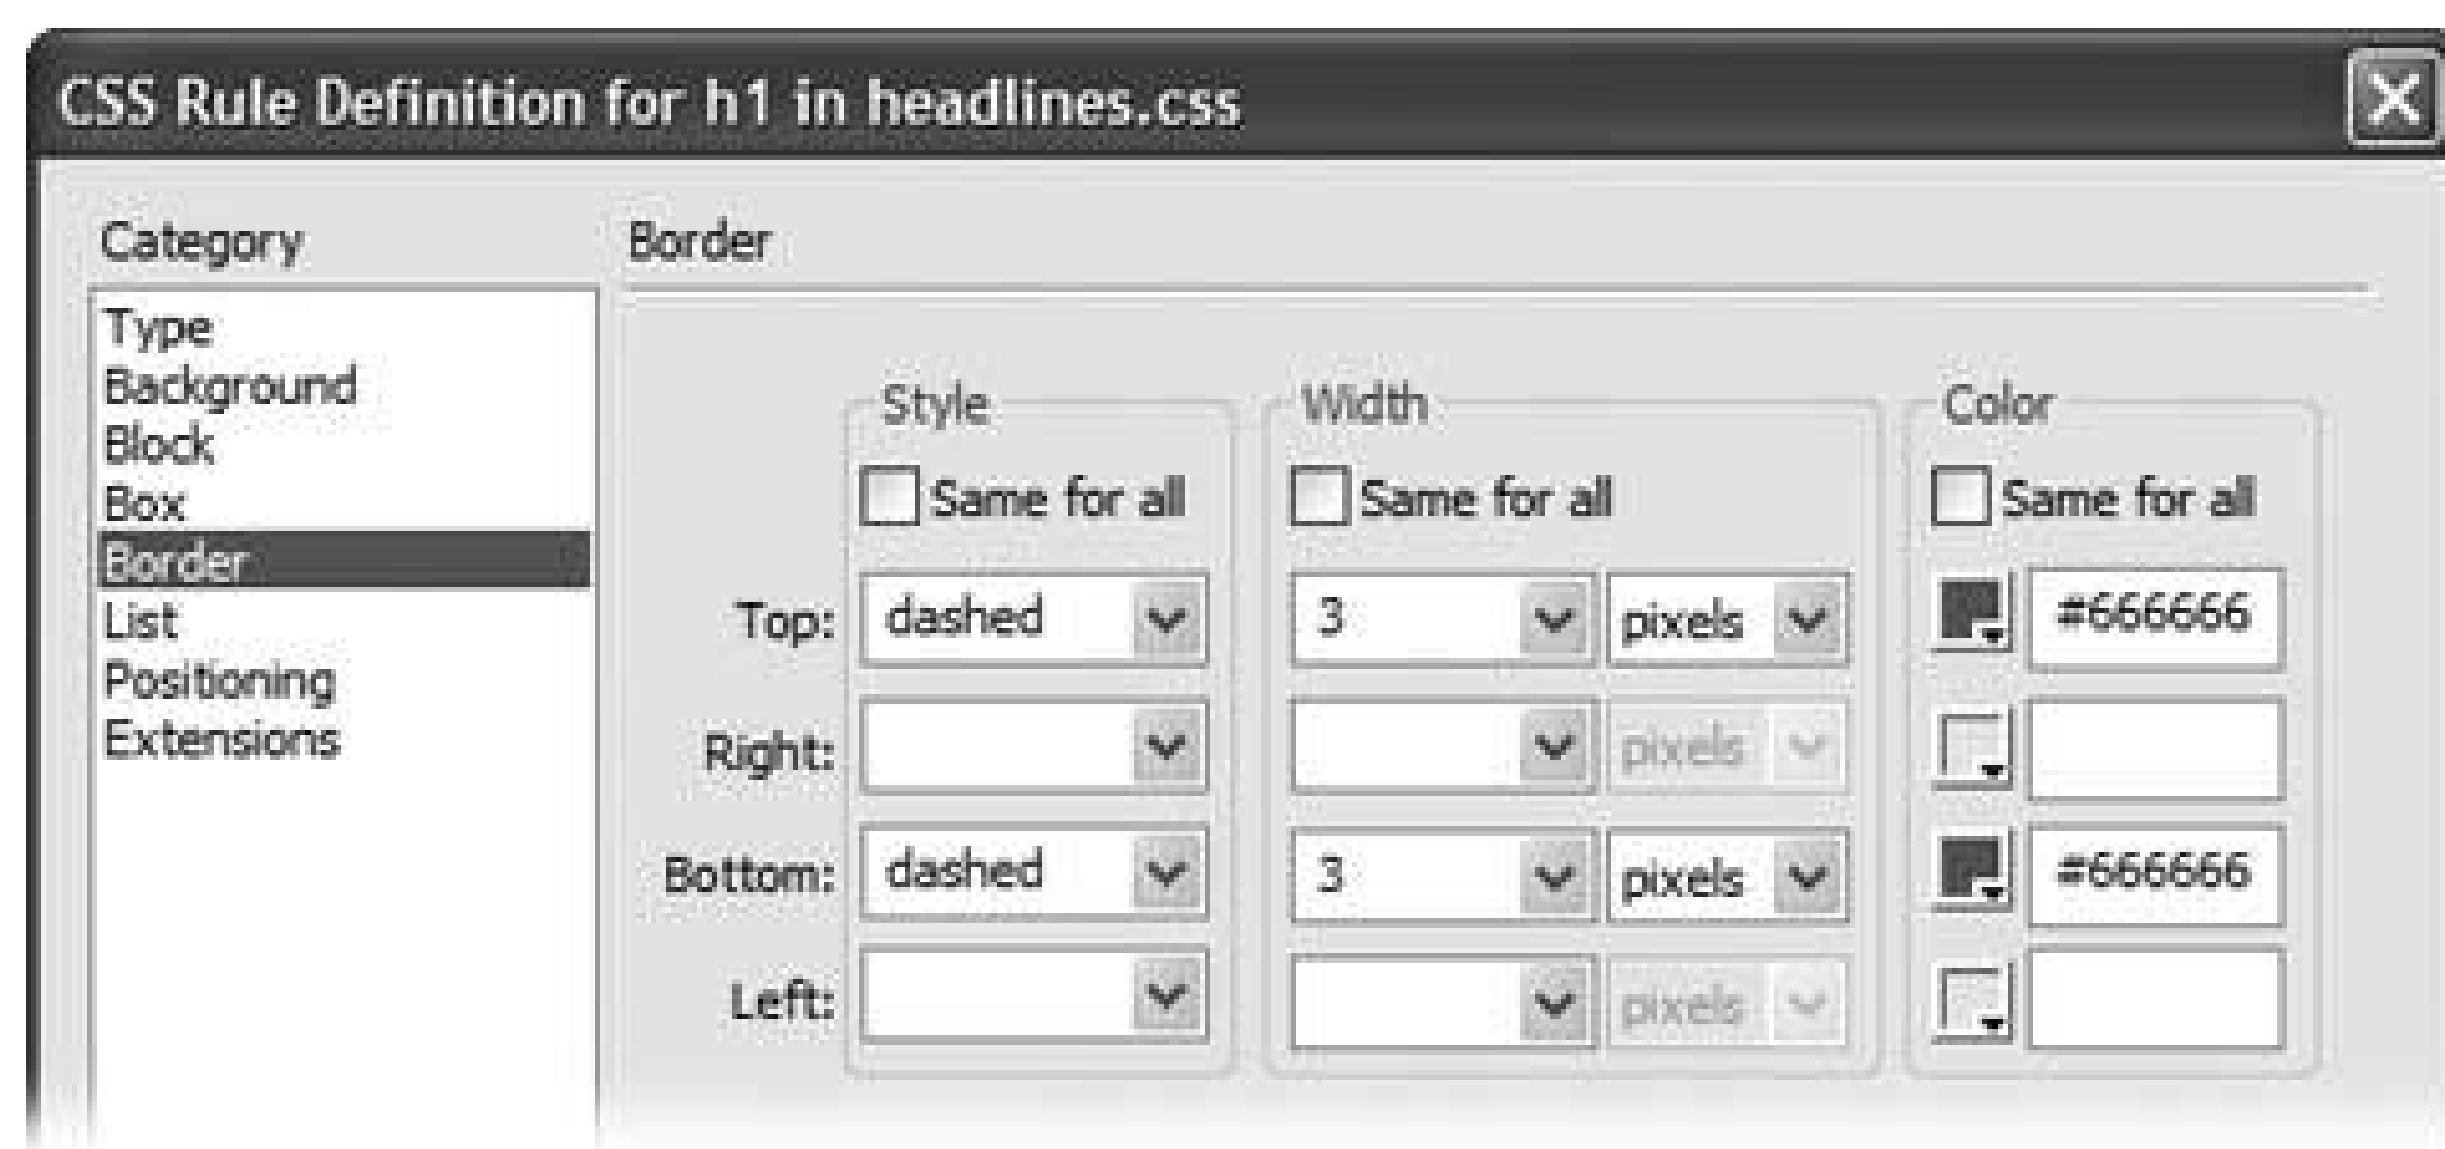 CSS Rule Definition for h1 in headlines.css
Category
Border
Type
Background
Block
Box
Border
List
Positioning
Extensions
Style Width Color
Same for all Same for all Same for all
Top: dashed 3 pixels #666666
Right: pixels
Bottom: dashed 3 pixels #666666
Left: pixels